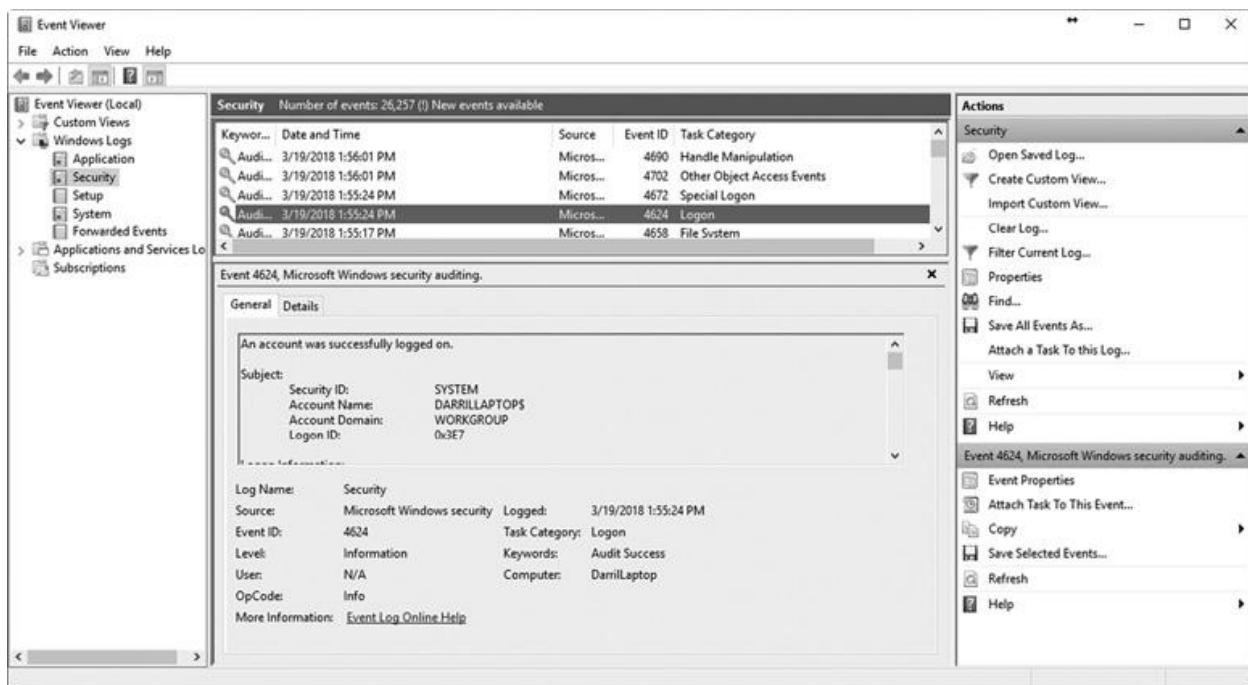 Event Viewer
File Action View Help
Event Viewer (Local)
Custom Views
Windows Logs
Application
Security
Setup
System
Forwarded Events
Applications and Services Lo
Subscriptions
Security Number of events: 26,257 (!) New events available
Keywor... Date and Time Source Event ID Task Category
Audi... 3/19/2018 1:56:01 PM Micros... 4690 Handle Manipulation
Audi... 3/19/2018 1:56:01 PM Micros... 4702 Other Object Access Events
Audi... 3/19/2018 1:55:24 PM Micros... 4672 Special Logon
Audi... 3/19/2018 1:55:24 PM Micros... 4624 Logon
Audi... 3/19/2018 1:55:17 PM Micros... 4658 File System
Event 4624, Microsoft Windows security auditing.
General Details
An account was successfully logged on.
Subject:
Security ID: SYSTEM
Account Name: DARRILLAPTOP$
Account Domain: WORKGROUP
Logon ID: 0x3E7
Log Name: Security
Source: Microsoft Windows security Logged: 3/19/2018 1:55:24 PM
Event ID: 4624 Task Category: Logon
Level: Information Keywords: Audit Success
User: N/A Computer: DarrilLaptop
OpCode: Info
More Information: Event Log Online Help
Actions
Security
Open Saved Log...
Create Custom View...
Import Custom View...
Clear Log...
Filter Current Log...
Properties
Find...
Save All Events As...
Attach a Task To this Log...
View
Refresh
Help
Event 4624, Microsoft Windows security auditing.
Event Properties
Attach Task To This Event...
Copy
Save Selected Events...
Refresh
Help